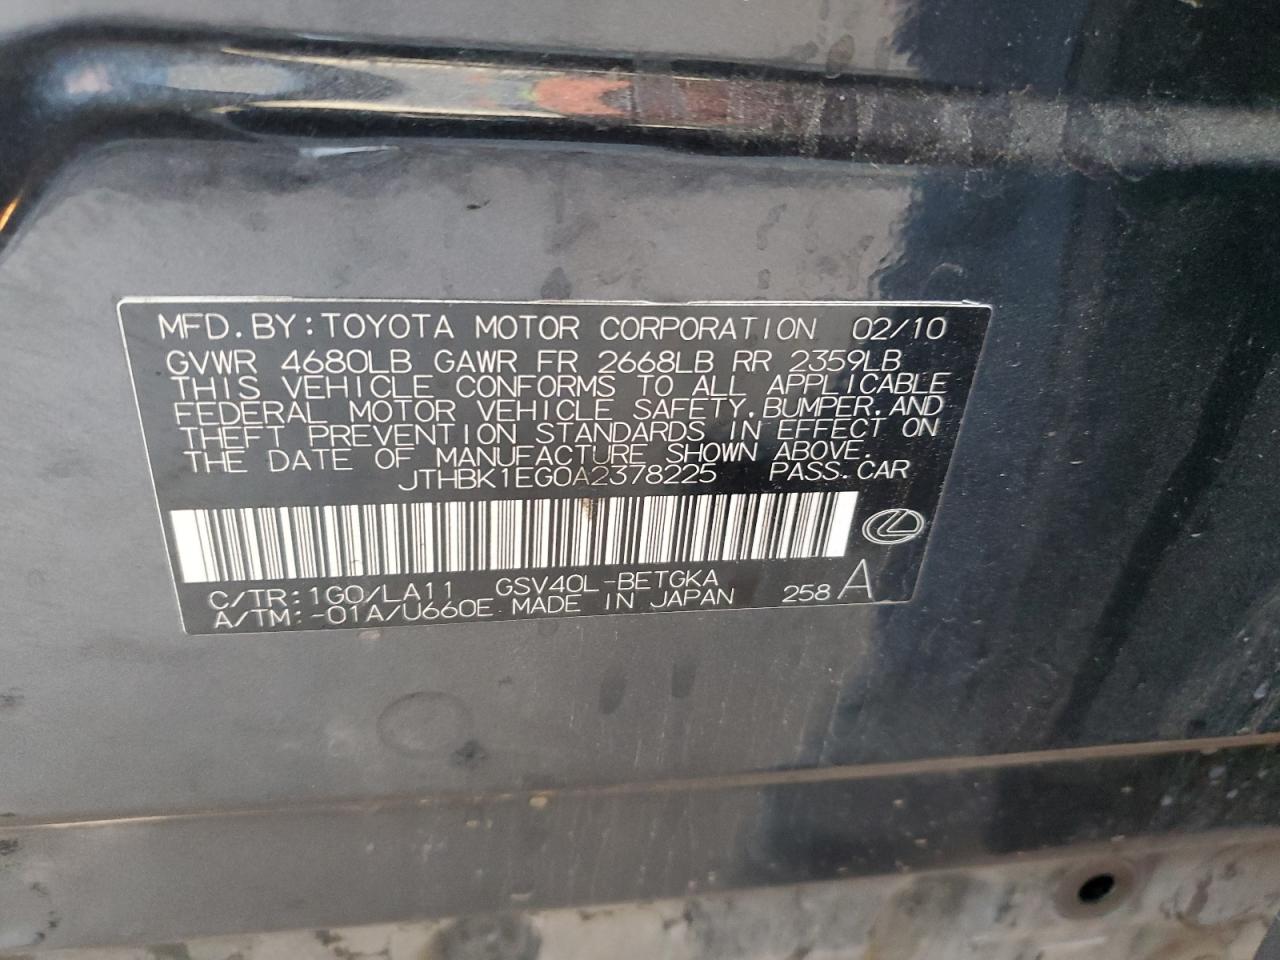 MFD.BY:TOYOTA MOTOR CORPORATION 02/10
GVWR 4680LB GAWR FR 2668LB RR 2359LB
THIS VEHICLE CONFORMS TO ALL APPLICABLE
FEDERAL MOTOR VEHICLE SAFETY,BUMPER,AND
THEFT PREVENTION STANDARDS IN EFFECT ON
THE DATE OF MANUFACTURE SHOWN ABOVE.
JTHBK1EG0A2378225 PASS.CAR
C/TR:1G0/LA11 GSV40L-BETGKA
A/TM:-01A/U660E MADE IN JAPAN 258 A